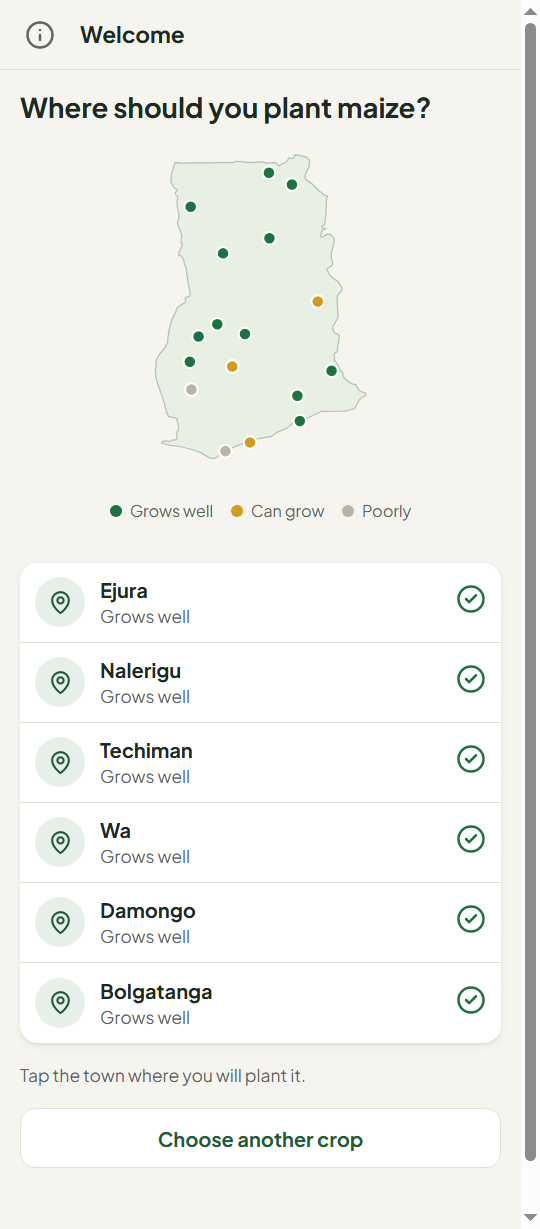 Welcome
Where should you plant maize?
Grows well
Can grow
Poorly
Ejura
Grows well
Nalerigu
Grows well
Techiman
Grows well
Wa
Grows well
Damongo
Grows well
Bolgatanga
Grows well
Tap the town where you will plant it.
Choose another crop